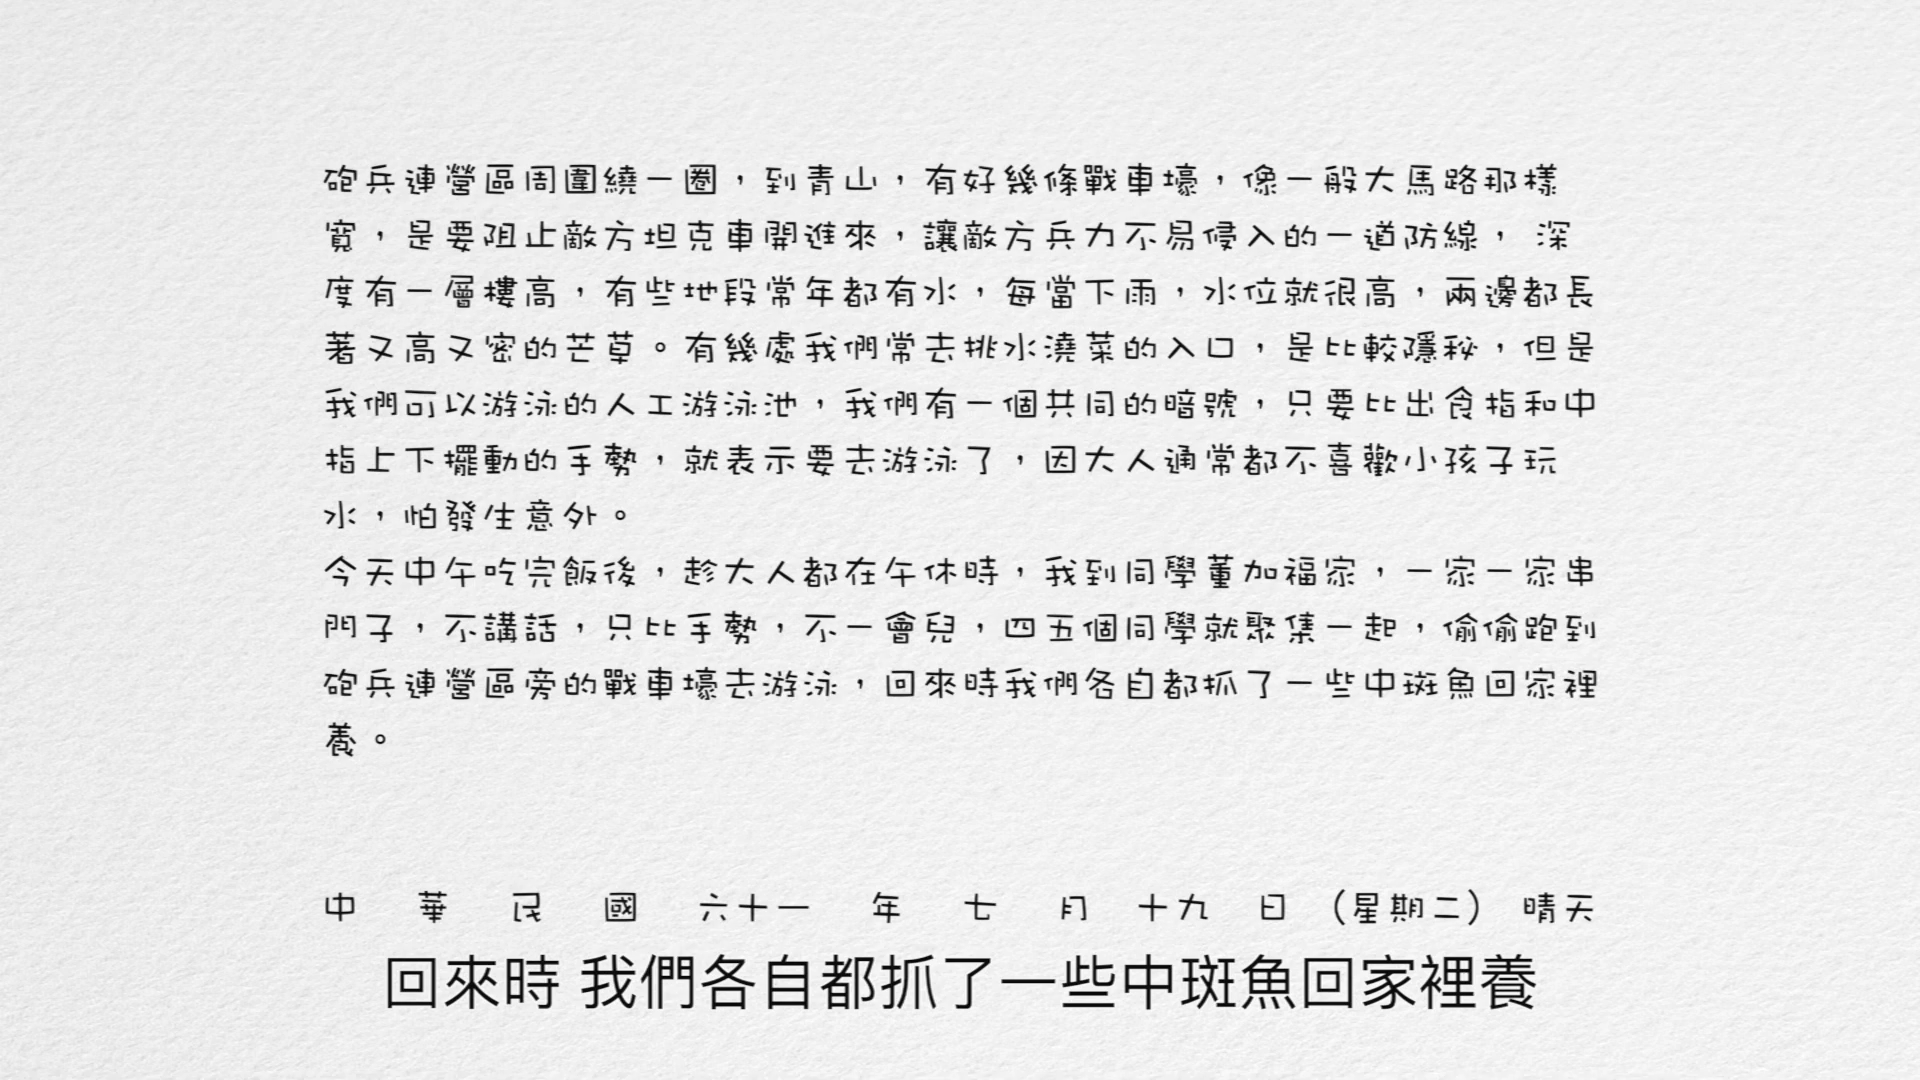 砲兵連營區周圍繞一圈，到青山，有好幾條戰車壕，像一般大馬路那樣
寬，是要阻止敵方坦克車開進來，讓敵方兵力不易侵入的一道防線， 深
度有一層樓高，有些地段常年都有水，每當下雨，水位就很高，兩邊都長
著又高又密的芒草。有幾處我們常去挑水澆菜的入口，是比較隱秘，但是
我們可以游泳的人工游泳池，我們有一個共同的暗號，只要比出食指和中
指上下擺動的手勢，就表示要去游泳了，因大人通常都不喜歡小孩子玩
水，怕發生意外。
今天中午吃完飯後，趁大人都在午休時，我到同學董加福家，一家一家串
門子，不講話，只比手勢，不一會兒，四五個同學就聚集一起，偷偷跑到
砲兵連營區旁的戰車壕去游泳，回來時我們各自都抓了一些中斑魚回家裡
養。
中 華 民 國 六十一 年 七 月 十九 日 （星期二） 晴天
回來時 我們各自都抓了一些中斑魚回家裡養